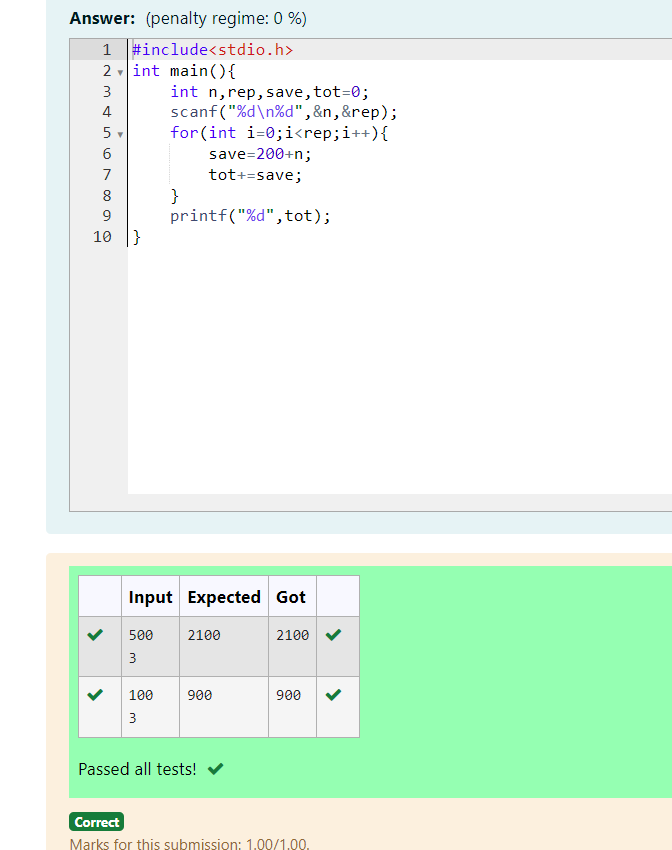 Answer: (penalty regime: 0 %)
1 #include<stdio.h>
2 int main(){
3     int n,rep,save,tot=0;
4     scanf("%d\n%d",&n,&rep);
5     for(int i=0;i<rep;i++){
6         save=200+n;
7         tot+=save;
8     }
9     printf("%d",tot);
10 }
Input Expected Got
500 2100 2100
3
100 900 900
3
Passed all tests!
Correct
Marks for this submission: 1.00/1.00.